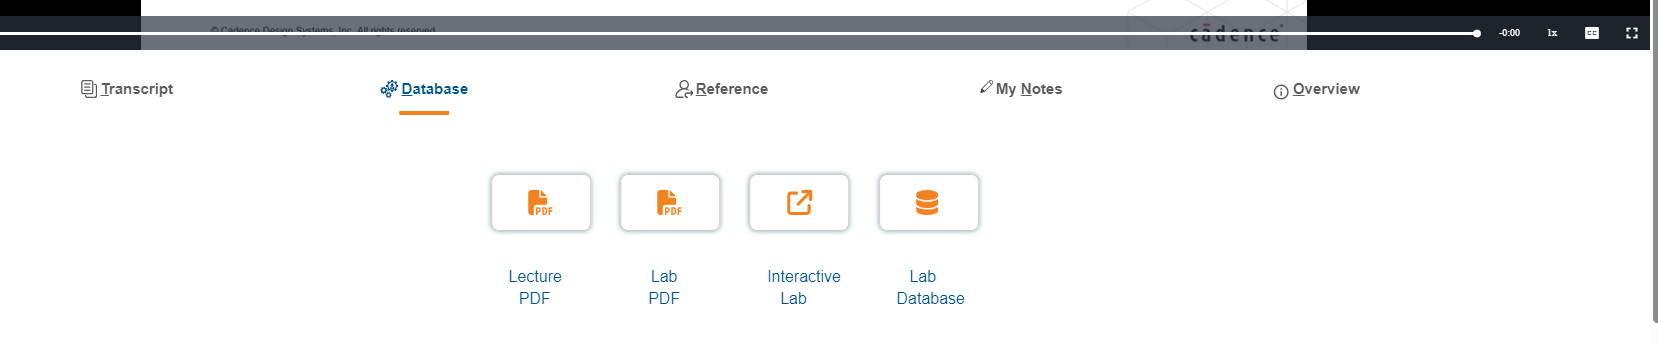 © Cadence Design Systems, Inc. All rights reserved.
cādence®
-0:00
1x
CC
Transcript
Database
Reference
My Notes
Overview
PDF
PDF
Lecture
PDF
Lab
PDF
Interactive
Lab
Lab
Database